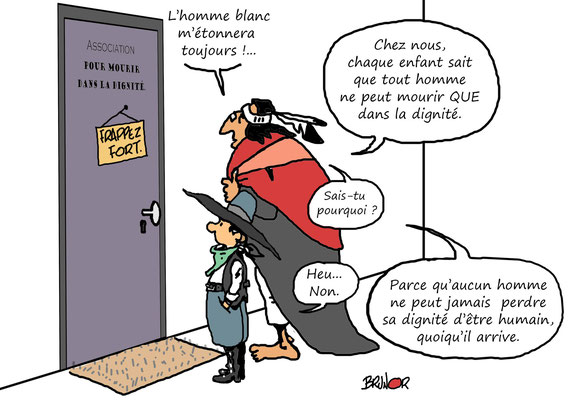 L'homme blanc
m'étonnera
toujours !...
ASSOCIATION
POUR MOURIR
DANS LA DIGNITÉ.
FRAPPEZ
FORT.
Chez nous,
chaque enfant sait
que tout homme
ne peut mourir QUE
dans la dignité.
Sais-tu
pourquoi ?
Heu...
Non.
Parce qu'aucun homme
ne peut jamais perdre
sa dignité d'être humain,
quoiqu'il arrive.
BRUNOR